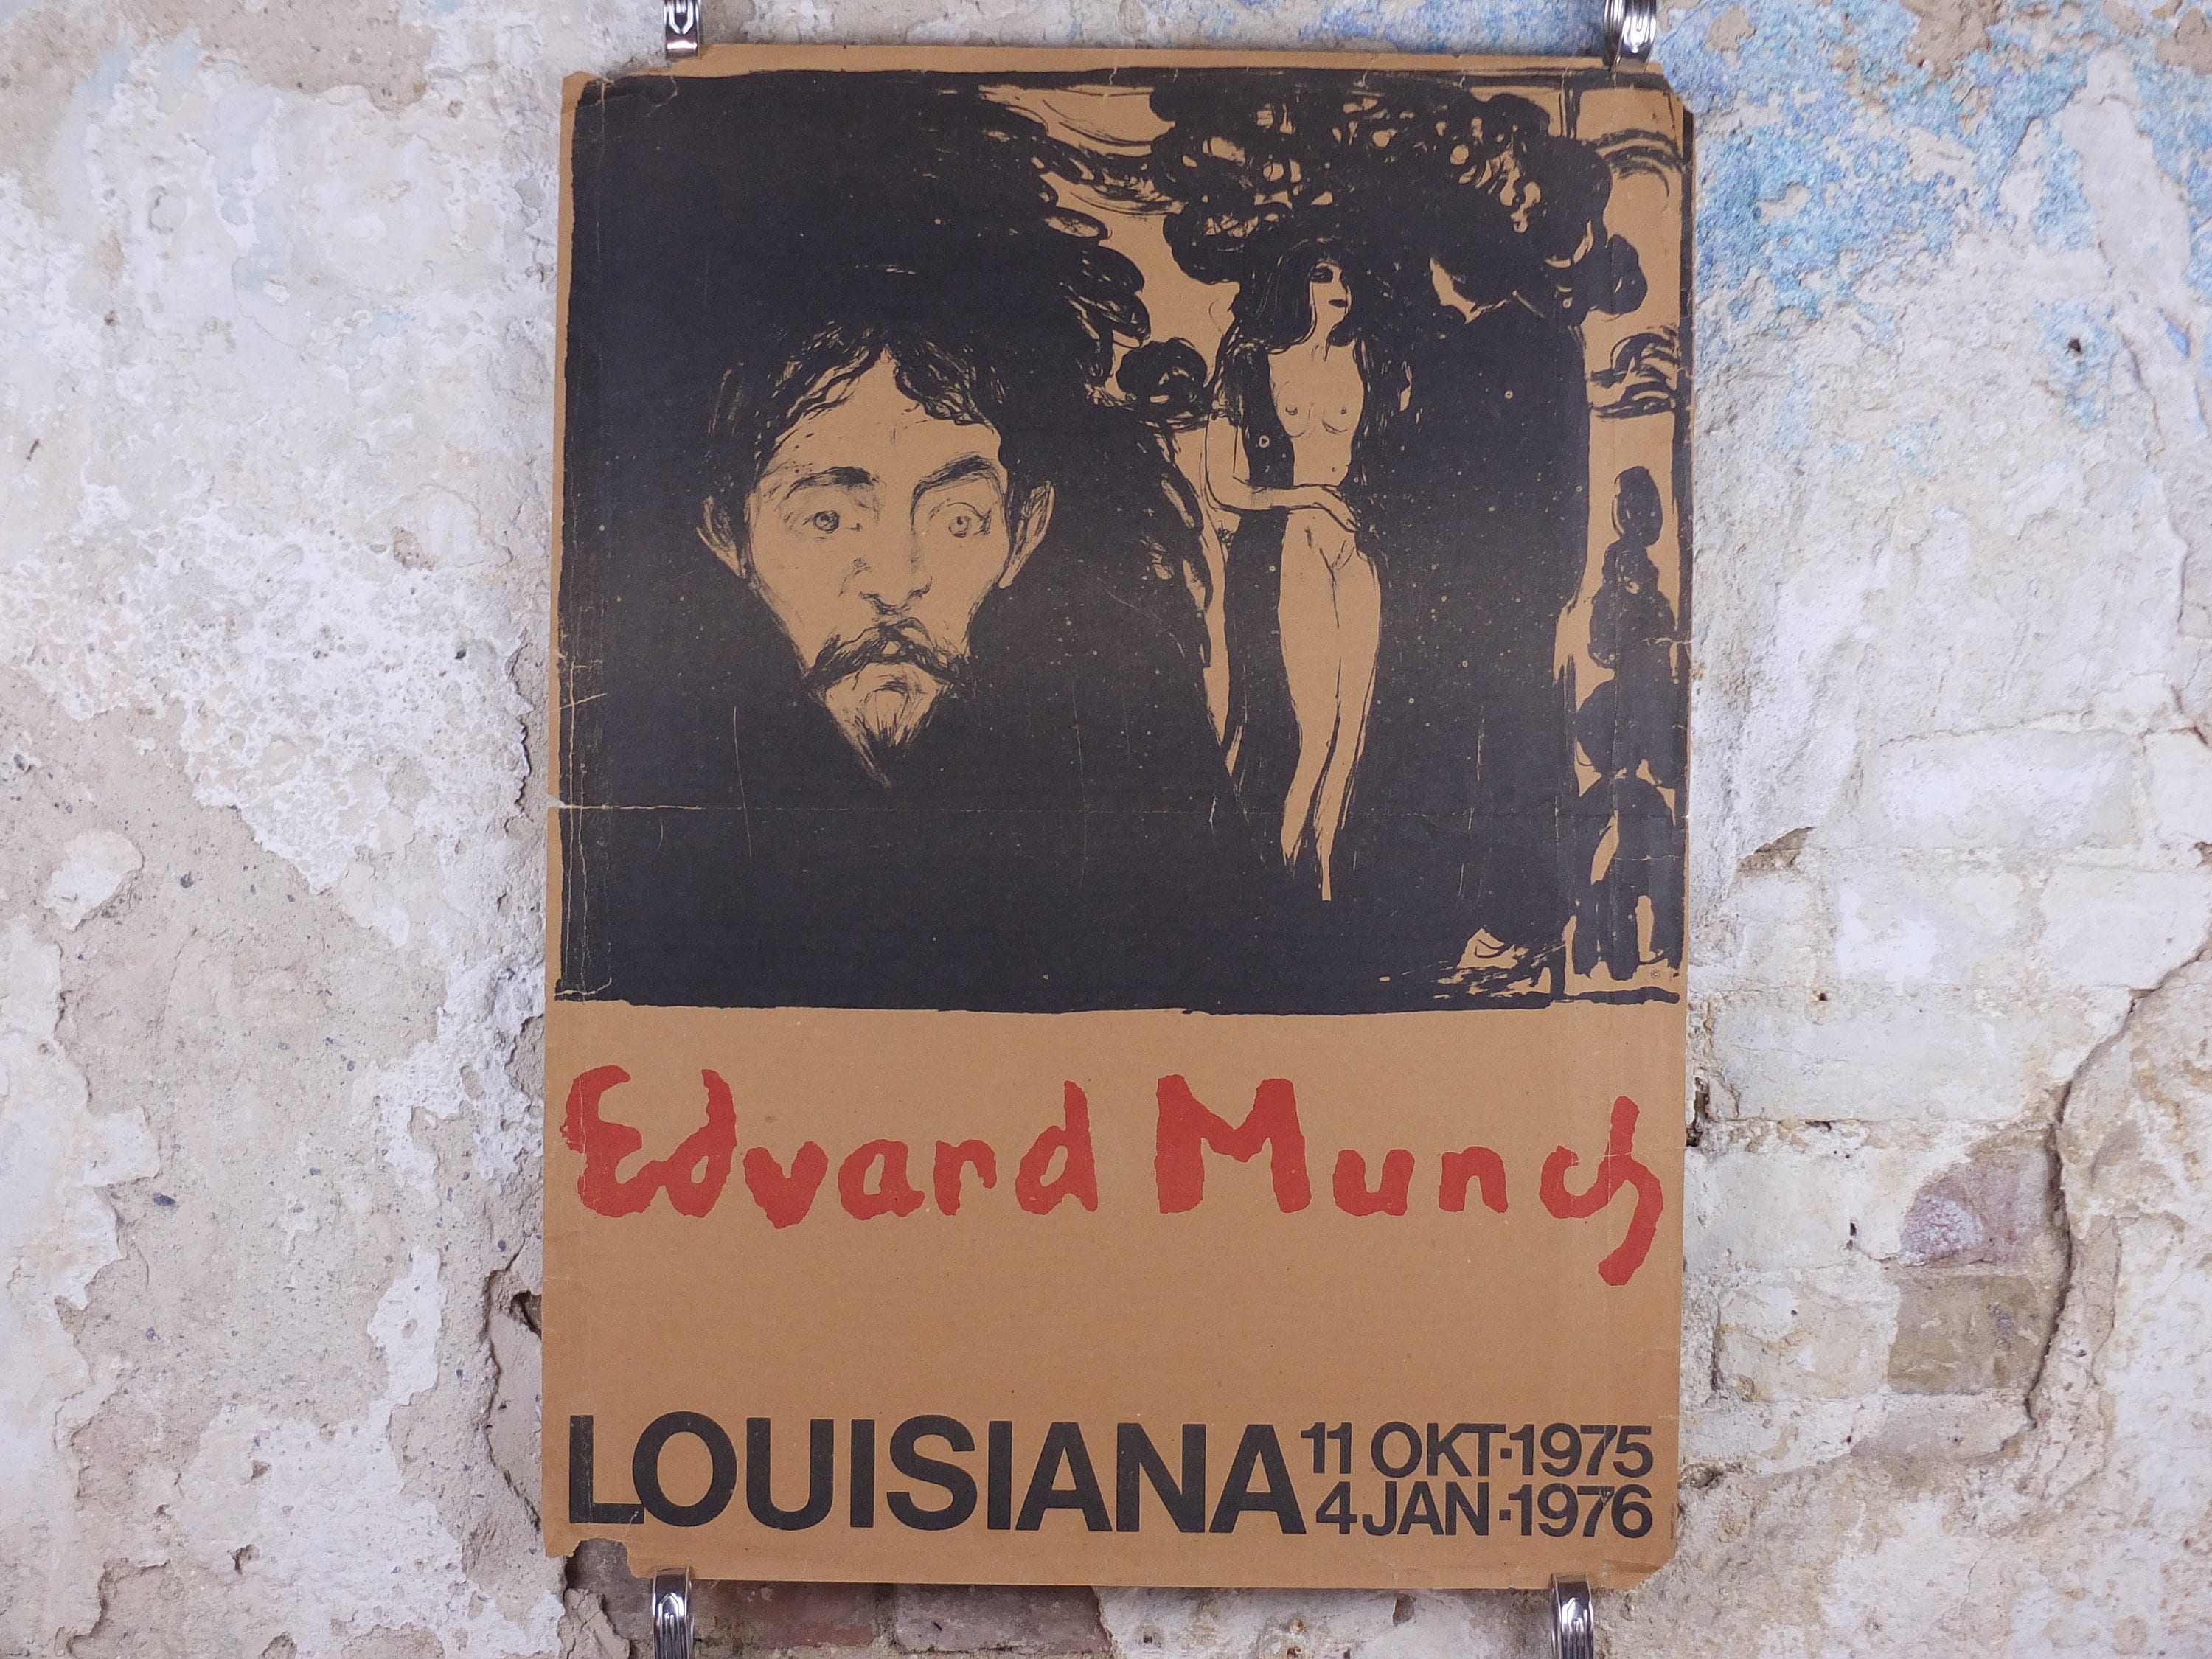 Edvard Munch
LOUISIANA
11 OKT·1975
4 JAN·1976